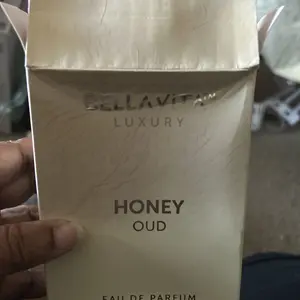 BELLAVITA
LUXURY
HONEY
OUD
EAU DE PARFUM